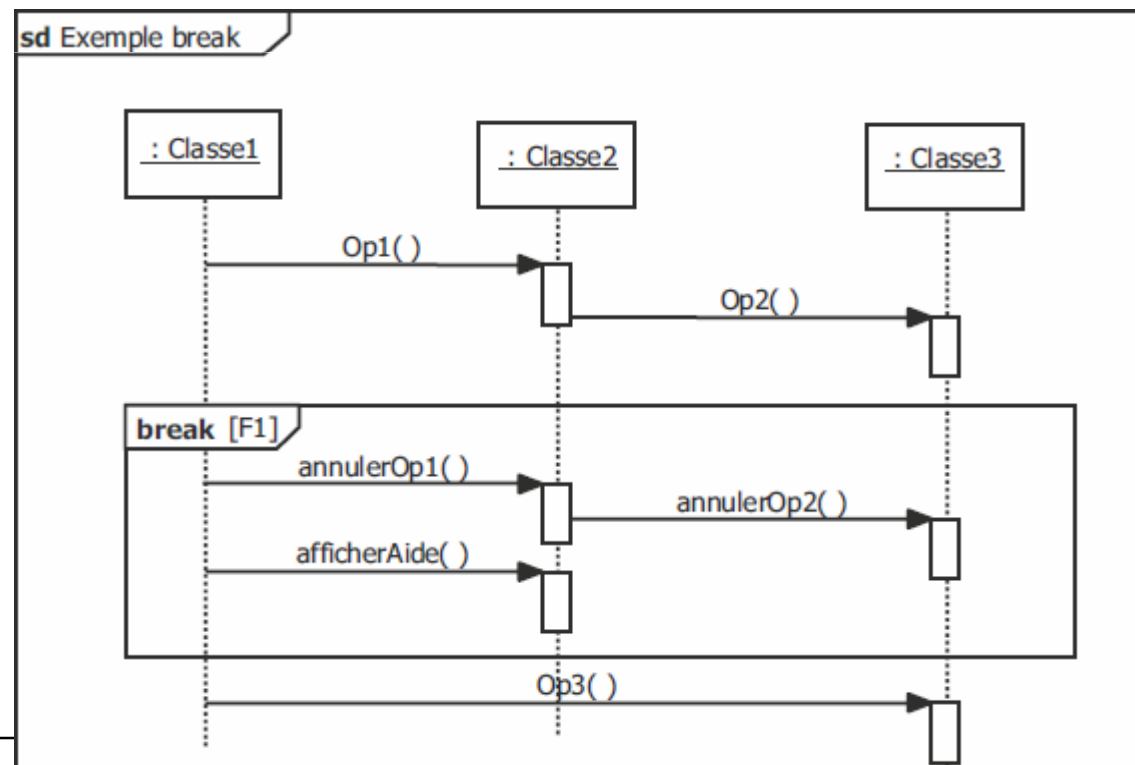 sd Exemple break
: Classe1
: Classe2
: Classe3
Op1( )
Op2( )
break [F1]
annulerOp1( )
annulerOp2( )
afficherAide( )
Op3( )